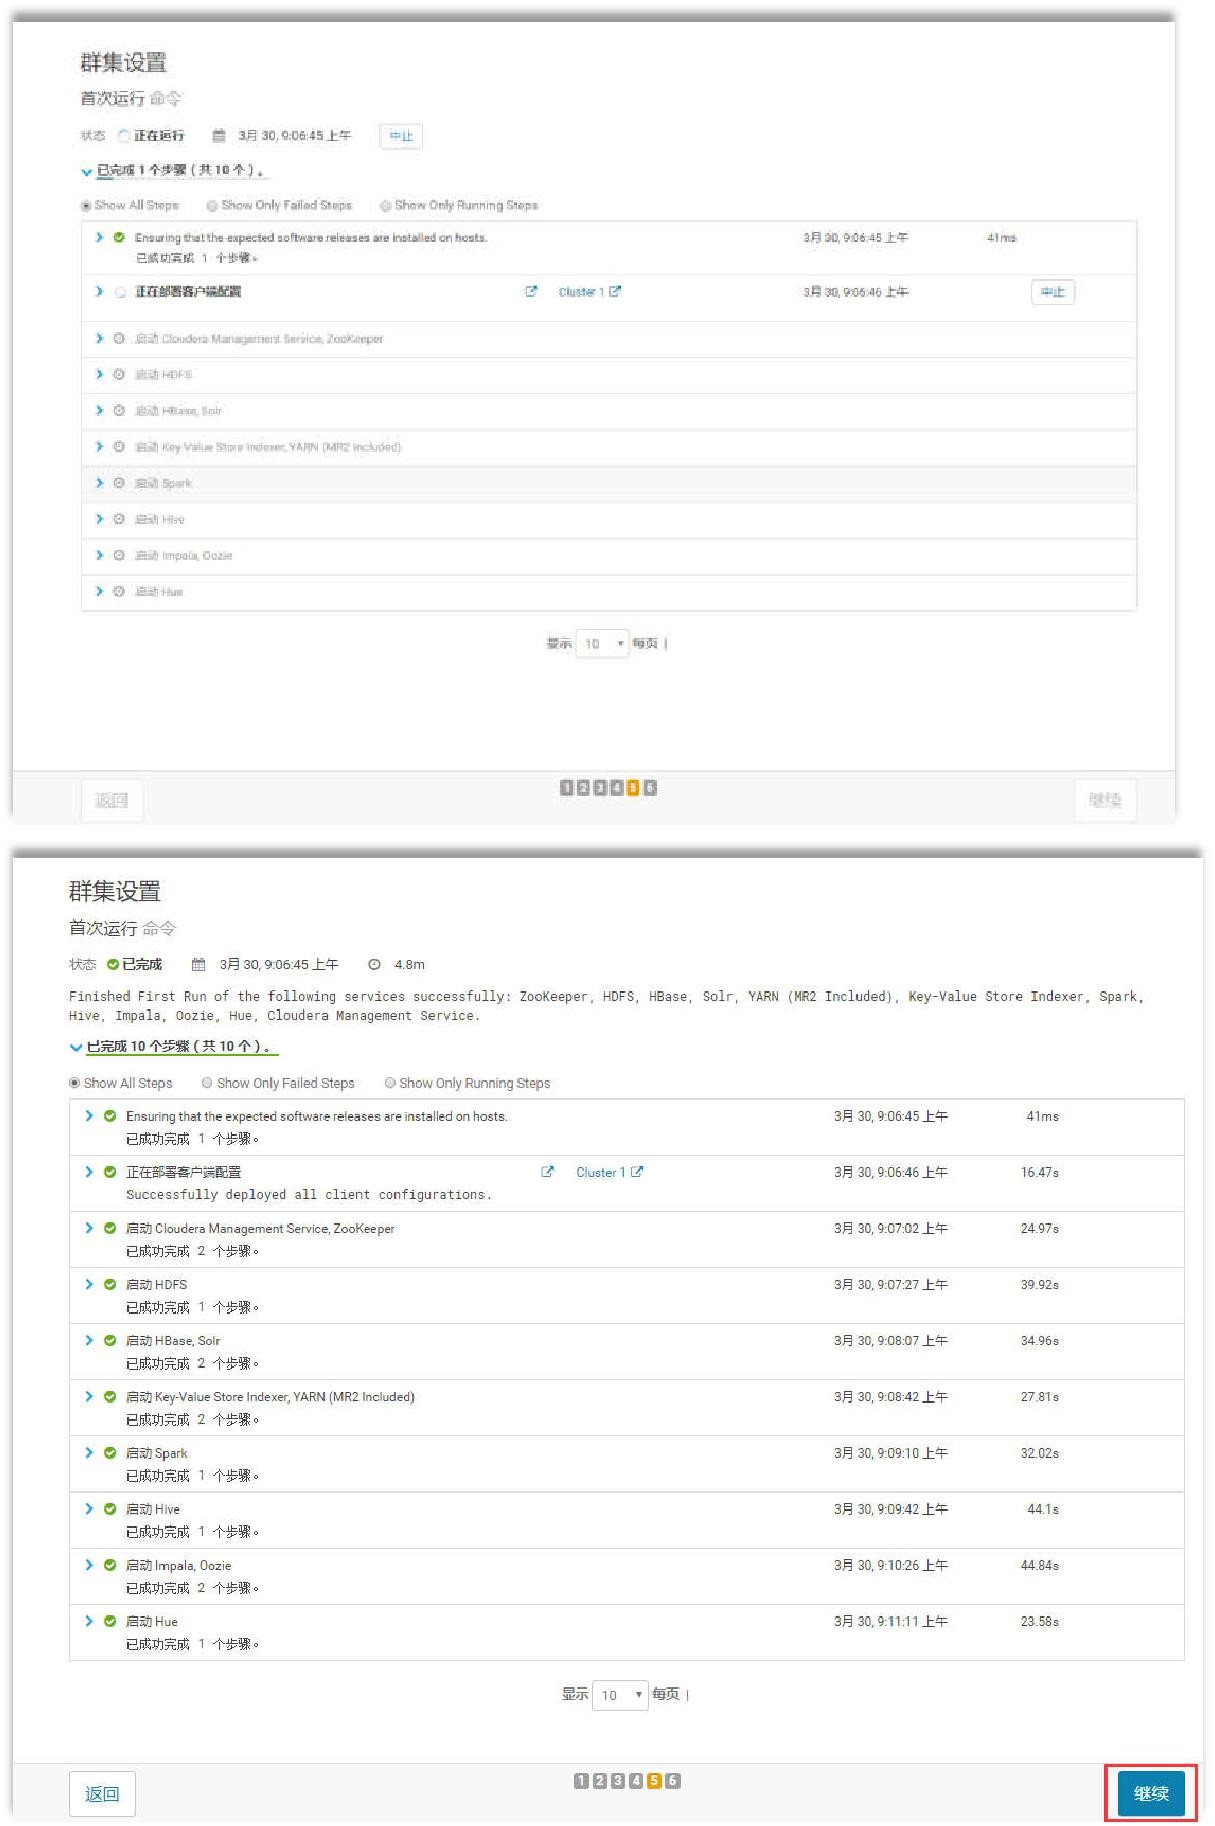 群集设置
首次运行 命令
状态 正在运行 3月 30, 9:06:45 上午 中止
已完成 1 个步骤 ( 共 10 个 ) 。
Show All Steps Show Only Failed Steps Show Only Running Steps
Ensuring that the expected software releases are installed on hosts. 3月 30, 9:06:45 上午 41ms
已成功完成 1 个步骤。
正在部署客户端配置 Cluster 1 3月 30, 9:06:46 上午 中止
启动 Cloudera Management Service, ZooKeeper
启动 HDFS
启动 HBase, Solr
启动 Key-Value Store Indexer, YARN (MR2 Included)
启动 Spark
启动 Hive
启动 Impala, Oozie
启动 Hue
显示 10 每页 |
返回 1 2 3 4 5 6 继续
群集设置
首次运行 命令
状态 已完成 3月 30, 9:06:45 上午 4.8m
Finished First Run of the following services successfully: ZooKeeper, HDFS, HBase, Solr, YARN (MR2 Included), Key-Value Store Indexer, Spark,
Hive, Impala, Oozie, Hue, Cloudera Management Service.
已完成 10 个步骤 ( 共 10 个 ) 。
Show All Steps Show Only Failed Steps Show Only Running Steps
Ensuring that the expected software releases are installed on hosts. 3月 30, 9:06:45 上午 41ms
已成功完成 1 个步骤。
正在部署客户端配置 Cluster 1 3月 30, 9:06:46 上午 16.47s
Successfully deployed all client configurations.
启动 Cloudera Management Service, ZooKeeper 3月 30, 9:07:02 上午 24.97s
已成功完成 2 个步骤。
启动 HDFS 3月 30, 9:07:27 上午 39.92s
已成功完成 1 个步骤。
启动 HBase, Solr 3月 30, 9:08:07 上午 34.96s
已成功完成 2 个步骤。
启动 Key-Value Store Indexer, YARN (MR2 Included) 3月 30, 9:08:42 上午 27.81s
已成功完成 2 个步骤。
启动 Spark 3月 30, 9:09:10 上午 32.02s
已成功完成 1 个步骤。
启动 Hive 3月 30, 9:09:42 上午 44.1s
已成功完成 1 个步骤。
启动 Impala, Oozie 3月 30, 9:10:26 上午 44.84s
已成功完成 2 个步骤。
启动 Hue 3月 30, 9:11:11 上午 23.58s
已成功完成 1 个步骤。
显示 10 每页 |
返回 1 2 3 4 5 6 继续